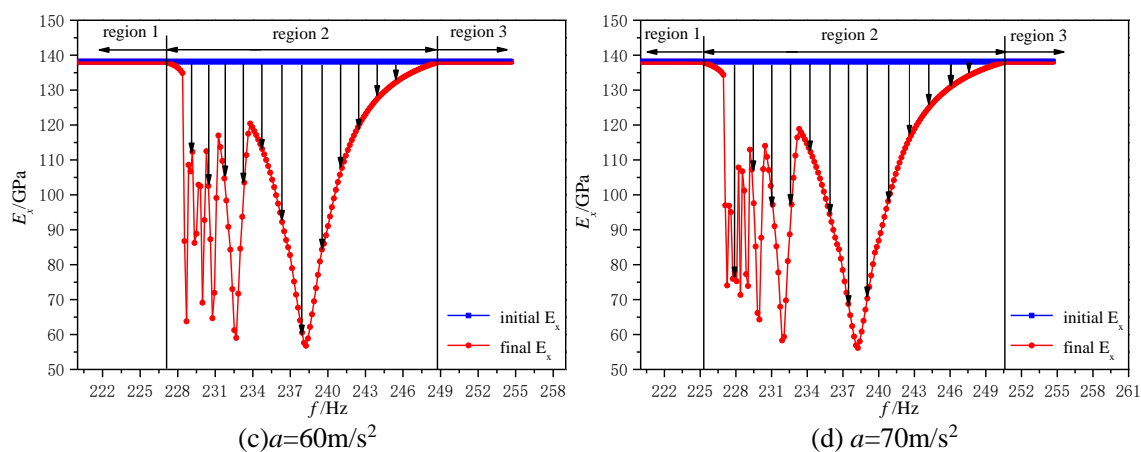 150
140
130
120
110
100
90
80
70
60
50
E_x/GPa
region 1
region 2
region 3
initial E_x
final E_x
222 225 228 231 234 237 240 243 246 249 252 255 258
f/Hz
(c)a=60m/s²
150
140
130
120
110
100
90
80
70
60
50
E_x/GPa
region 1
region 2
region 3
initial E_x
final E_x
222 225 228 231 234 237 240 243 246 249 252 255 258 261
f/Hz
(d) a=70m/s²